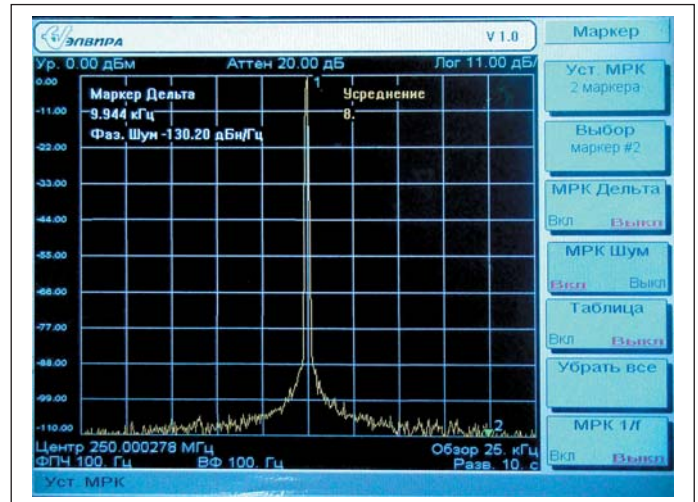 ЭЛВИРА
V 1.0
Ур. 0.00 дБм Аттен 20.00 дБ Лог 11.00 дБ/
0.00
-11.00
-22.00
-33.00
-44.00
-55.00
-66.00
-77.00
-88.00
-99.00
-110.00
Маркер Дельта
9.944 кГц
Фаз. Шум -130.20 дБн/Гц
Усреднение
8.
1
2
Центр 250.000278 МГц Обзор 25. кГц
ФПЧ 100. Гц ВФ 100. Гц Разв. 10. с
Уст. МРК
Маркер
Уст. МРК
2 маркера
Выбор
маркер #2
МРК Дельта
Вкл Выкл
МРК Шум
Вкл Выкл
Таблица
Вкл Выкл
Убрать все
МРК 1/f
Вкл Выкл